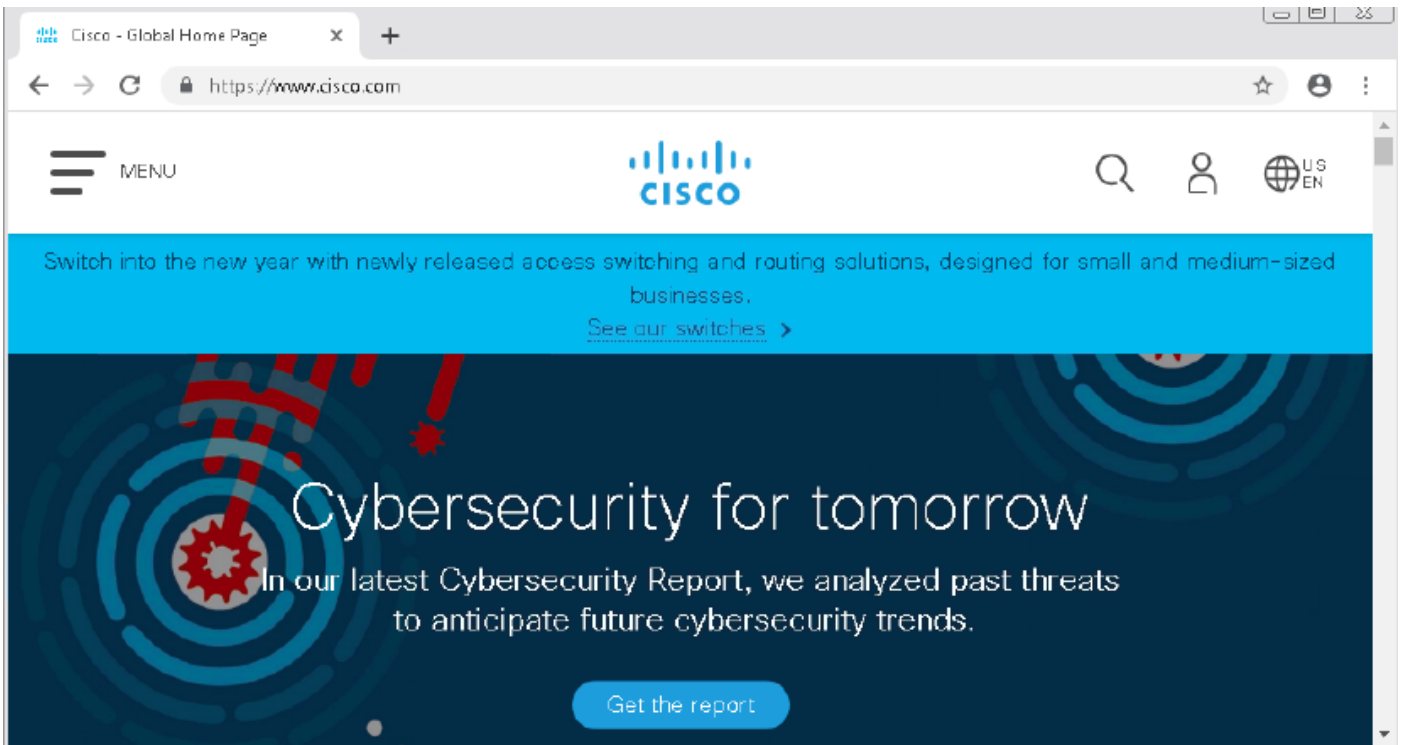 Cisco - Global Home Page
https://www.cisco.com
MENU
CISCO
US
EN
Switch into the new year with newly released access switching and routing solutions, designed for small and medium-sized
businesses.
See our switches
Cybersecurity for tomorrow
In our latest Cybersecurity Report, we analyzed past threats
to anticipate future cybersecurity trends.
Get the report